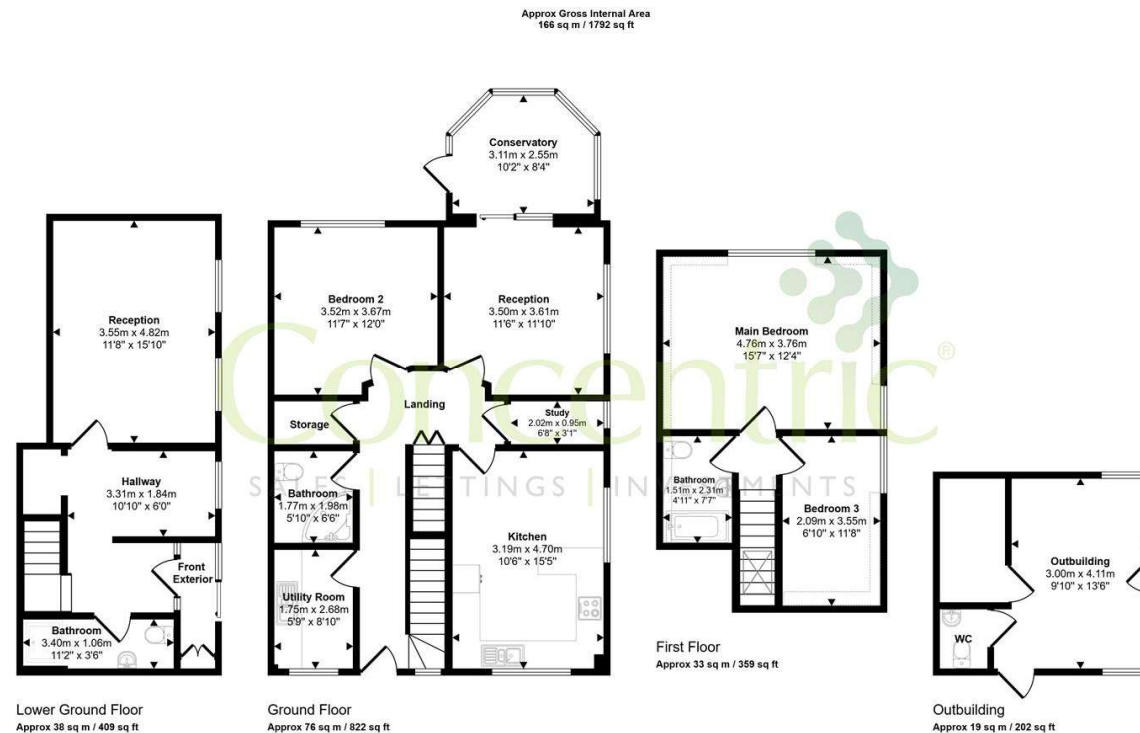 Approx Gross Internal Area
166 sq m / 1792 sq ft
Conservatory
3.11m x 2.55m
10'2" x 8'4"
Reception
3.55m x 4.82m
11'8" x 15'10"
Hallway
3.31m x 1.84m
10'10" x 6'0"
Front
Exterior
Bathroom
3.40m x 1.06m
11'2" x 3'6"
Lower Ground Floor
Approx 38 sq m / 409 sq ft
Bedroom 2
3.52m x 3.67m
11'7" x 12'0"
Reception
3.50m x 3.61m
11'6" x 11'10"
Landing
Storage
Study
2.02m x 0.95m
6'8" x 3'1"
Bathroom
1.77m x 1.98m
5'10" x 6'6"
Kitchen
3.19m x 4.70m
10'6" x 15'5"
Utility Room
1.75m x 2.68m
5'9" x 8'10"
Ground Floor
Approx 76 sq m / 822 sq ft
Main Bedroom
4.76m x 3.76m
15'7" x 12'4"
Bathroom
1.51m x 2.31m
4'11" x 7'7"
Bedroom 3
2.09m x 3.55m
6'10" x 11'8"
First Floor
Approx 33 sq m / 359 sq ft
Outbuilding
3.00m x 4.11m
9'10" x 13'6"
WC
Outbuilding
Approx 19 sq m / 202 sq ft
Concentric®
SALES | LETTINGS |